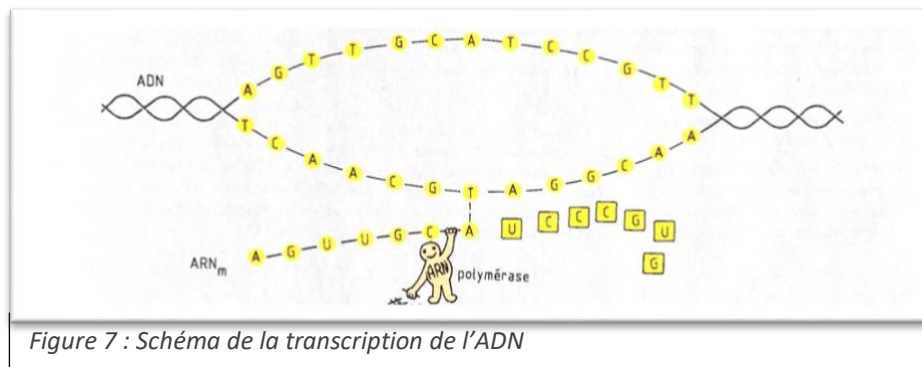 A G T T G C A T C C G T T
ADN
T C A A C G T A G G C A A
A G U U G C A U C C C G U
G
ARNm
ARN
polymérase
Figure 7 : Schéma de la transcription de l’ADN